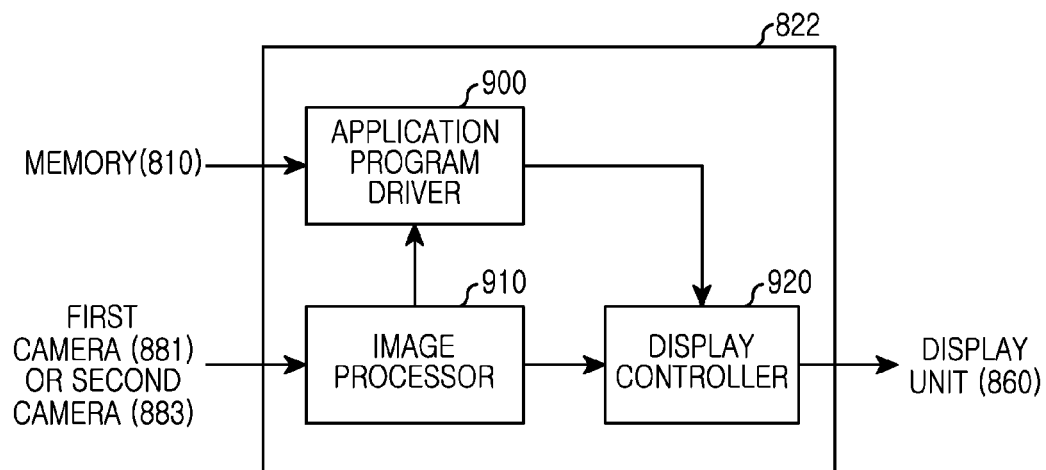 822
900
MEMORY(810)
APPLICATION
PROGRAM
DRIVER
910
920
FIRST
CAMERA (881)
OR SECOND
CAMERA (883)
IMAGE
PROCESSOR
DISPLAY
CONTROLLER
DISPLAY
UNIT (860)